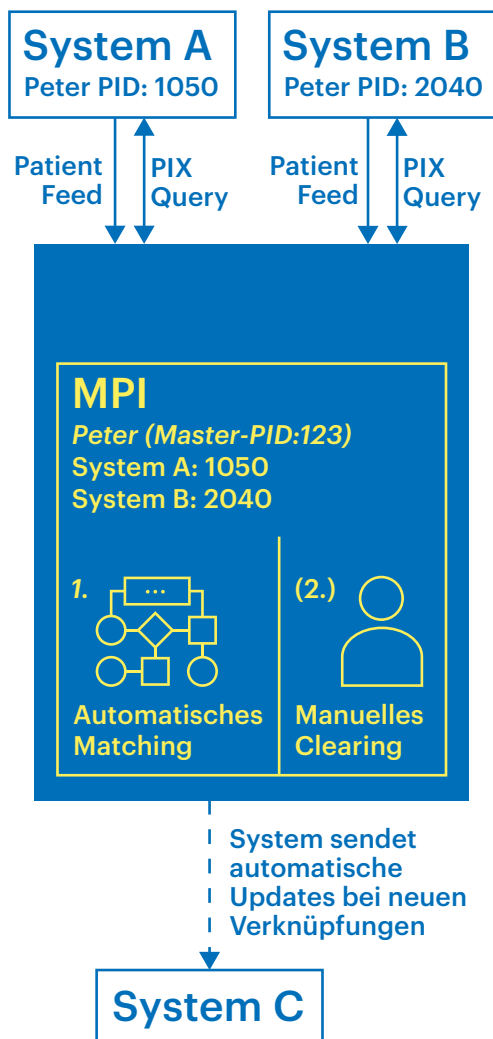 System A
Peter PID: 1050
System B
Peter PID: 2040
Patient
Feed
PIX
Query
Patient
Feed
PIX
Query
MPI
Peter (Master-PID:123)
System A: 1050
System B: 2040
1.
...
Automatisches
Matching
(2.)
Manuelles
Clearing
System sendet
automatische
Updates bei neuen
Verknüpfungen
System C